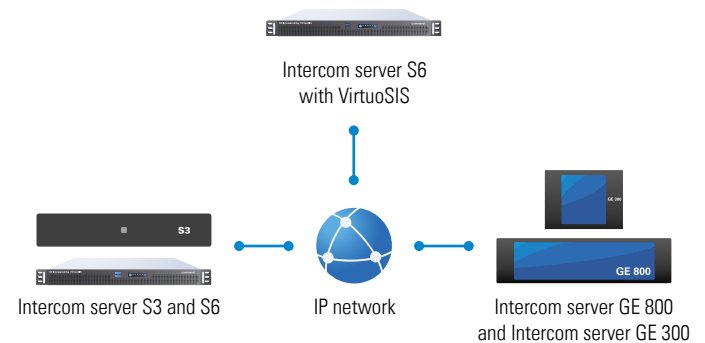 Intercom server S6
with VirtuoSIS
S3
GE 300
GE 800
Intercom server S3 and S6
IP network
Intercom server GE 800
and Intercom server GE 300